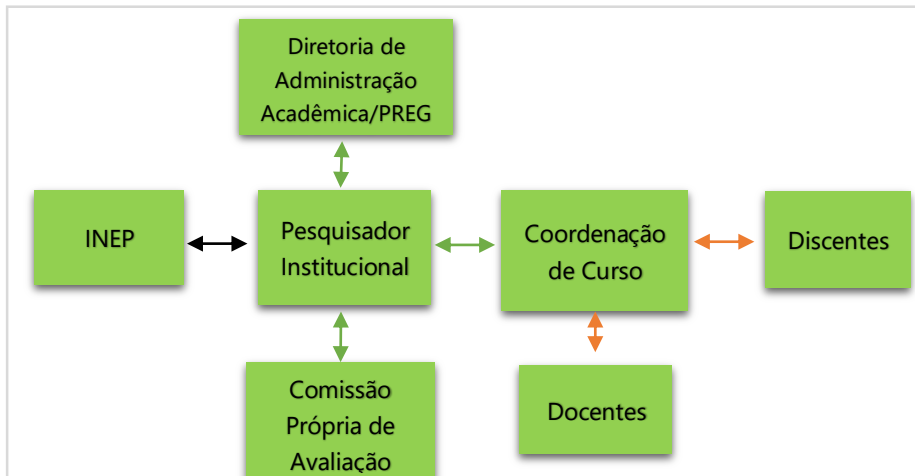 Diretoria de
Administração
Acadêmica/PREG
INEP
Pesquisador
Institucional
Coordenação
de Curso
Discentes
Comissão
Própria de
Avaliação
Docentes